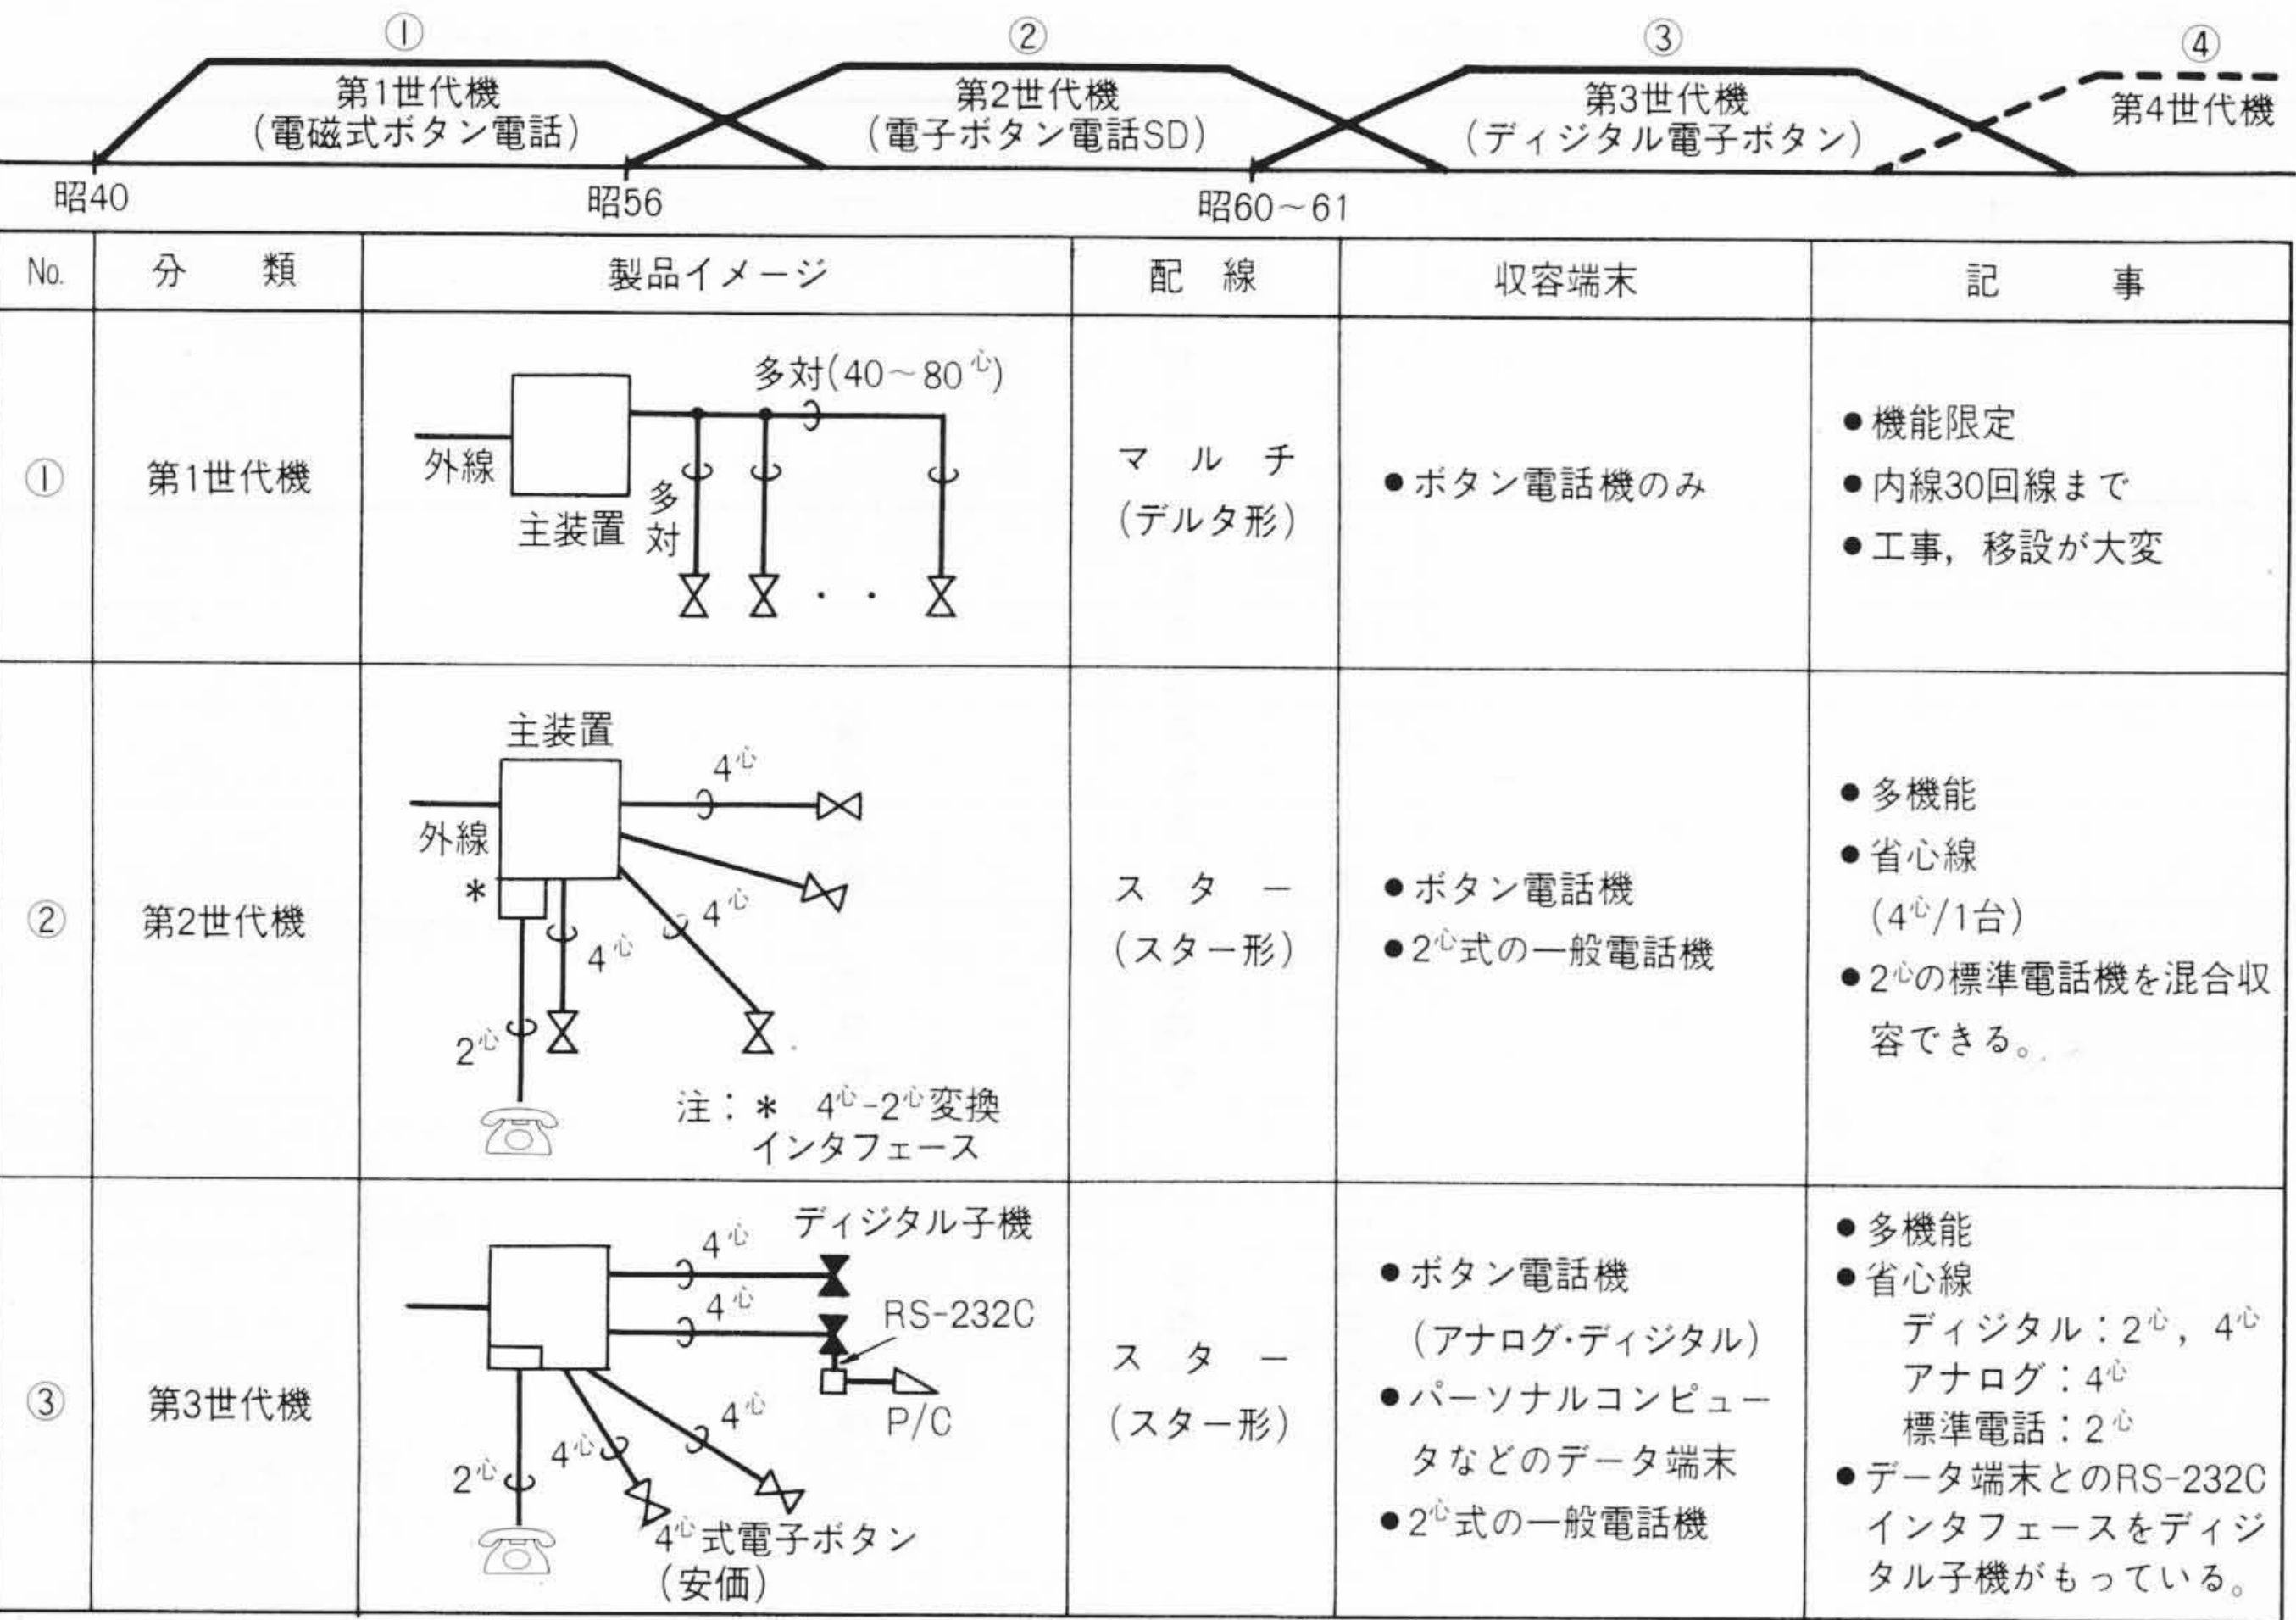 ① ② ③ ④
第1世代機 第2世代機 第3世代機 第4世代機
(電磁式ボタン電話) (電子ボタン電話SD) (ディジタル電子ボタン)
昭40 昭56 昭60~61
No. 分類 製品イメージ 配線 収容端末 記事
①
第1世代機
多対(40~80心)
外線
主装置
多対
マルチ
(デルタ形)
●ボタン電話機のみ
●機能限定
●内線30回線まで
●工事,移設が大変
②
第2世代機
主装置
4心
外線
*
4心
4心
2心
注:* 4心-2心変換
インタフェース
スター
(スター形)
●ボタン電話機
●2心式の一般電話機
●多機能
●省心線
(4心/1台)
●2心の標準電話機を混合収
容できる。
③
第3世代機
ディジタル子機
4心
4心
RS-232C
P/C
4心
4心
2心
4心式電子ボタン
(安価)
スター
(スター形)
●ボタン電話機
(アナログ・ディジタル)
●パーソナルコンピュー
タなどのデータ端末
●2心式の一般電話機
●多機能
●省心線
ディジタル:2心,4心
アナログ:4心
標準電話:2心
●データ端末とのRS-232C
インタフェースをディジ
タル子機がもっている。